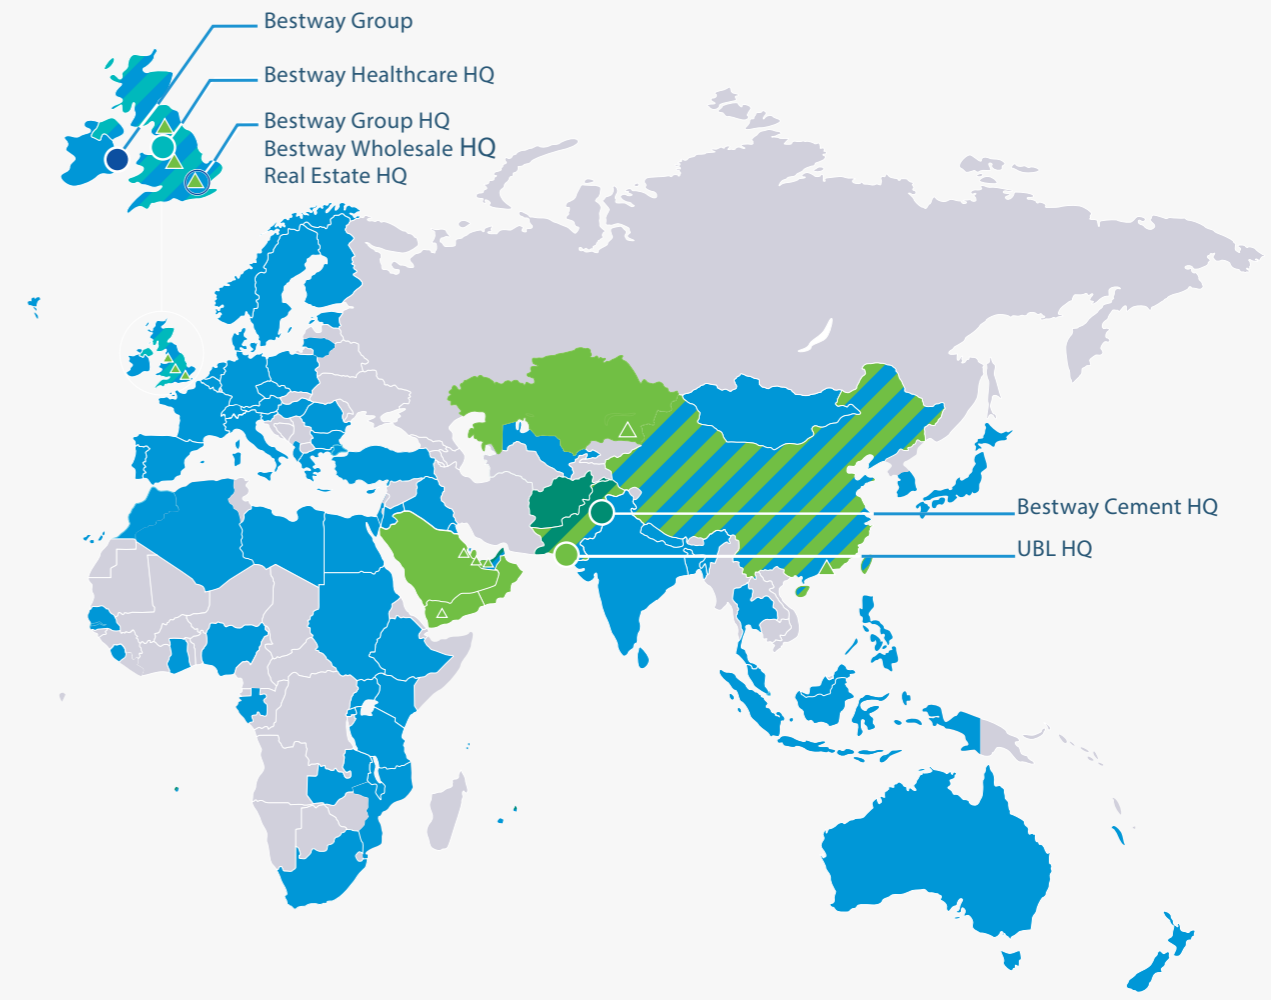 Bestway Group
Bestway Healthcare HQ
Bestway Group HQ
Bestway Wholesale HQ
Real Estate HQ
Bestway Cement HQ
UBL HQ